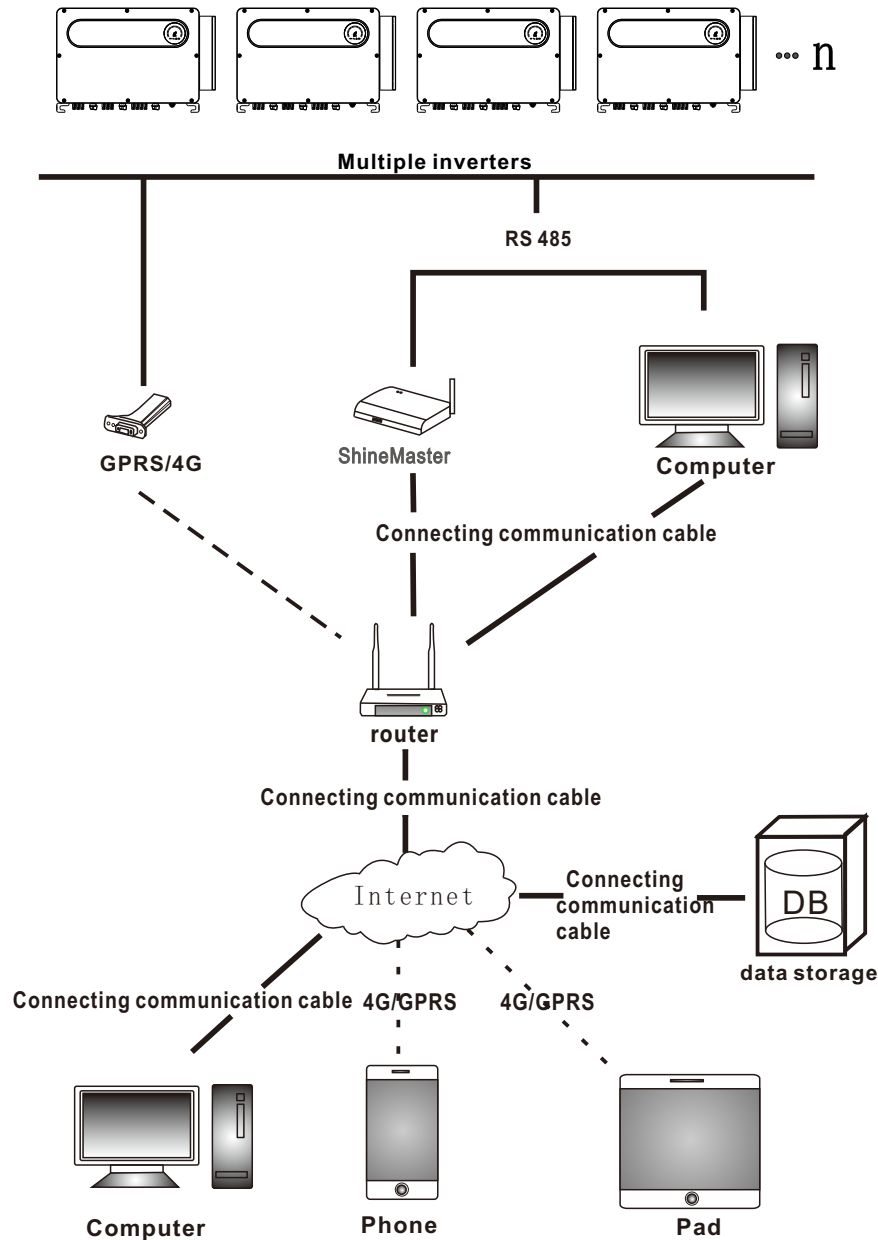 n
Multiple inverters
RS 485
GPRS/4G
ShineMaster
Computer
Connecting communication cable
router
Connecting communication cable
Internet
Connecting
communication
cable
DB
data storage
Connecting communication cable
4G/GPRS
4G/GPRS
Computer
Phone
Pad